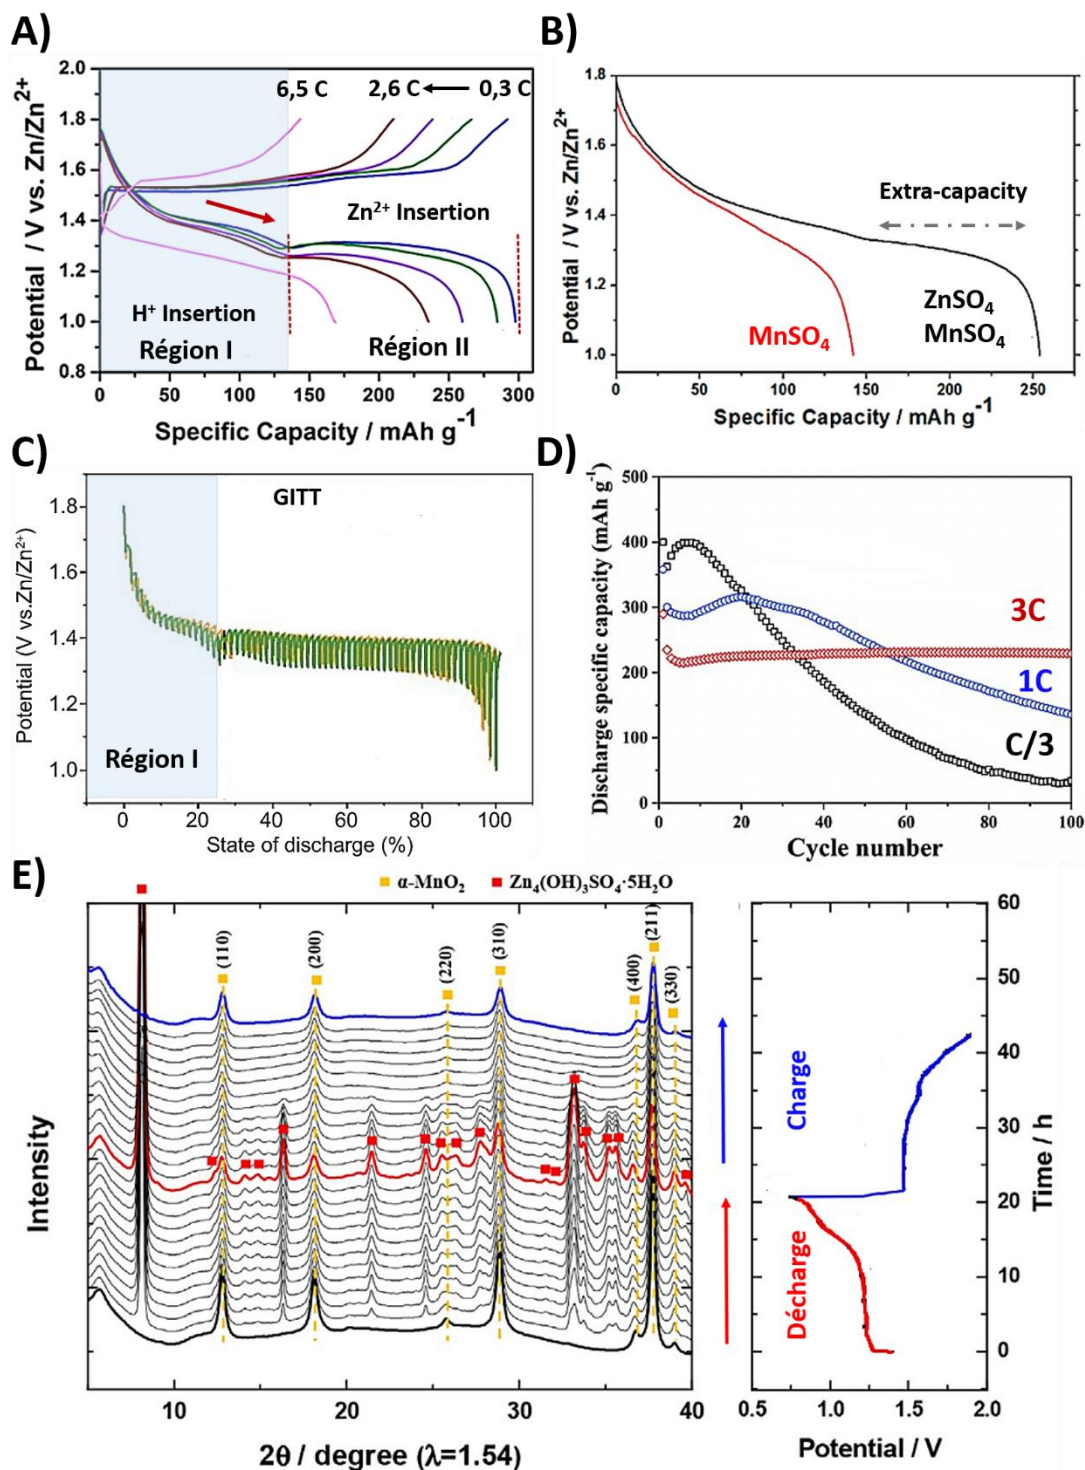 A)
2.0
1.8
1.6
1.4
1.2
1.0
0.8
Potential / V vs. Zn/Zn²⁺
6,5 C 2,6 C 0,3 C
Zn²⁺ Insertion
H⁺ Insertion
Région I
Région II
0 50 100 150 200 250 300
Specific Capacity / mAh g⁻¹
B)
1.8
1.6
1.4
1.2
1.0
Potential / V vs. Zn/Zn²⁺
Extra-capacity
MnSO₄
ZnSO₄
MnSO₄
0 50 100 150 200 250
Specific Capacity / mAh g⁻¹
C)
GITT
1.8
1.6
1.4
1.2
1.0
Potential (V vs.Zn/Zn²⁺)
Région I
0 20 40 60 80 100
State of discharge (%)
D)
500
400
300
200
100
0
Discharge specific capacity (mAh g⁻¹)
3C
1C
C/3
0 20 40 60 80 100
Cycle number
E)
α-MnO₂ Zn₄(OH)₃SO₄·5H₂O
(110)
(200)
(220)
(310)
(400)
(211)
(330)
Intensity
10 20 30 40
2θ / degree (λ=1.54)
Charge
Décharge
60
50
40
30
20
10
0
Time / h
0.5 1.0 1.5 2.0
Potential / V